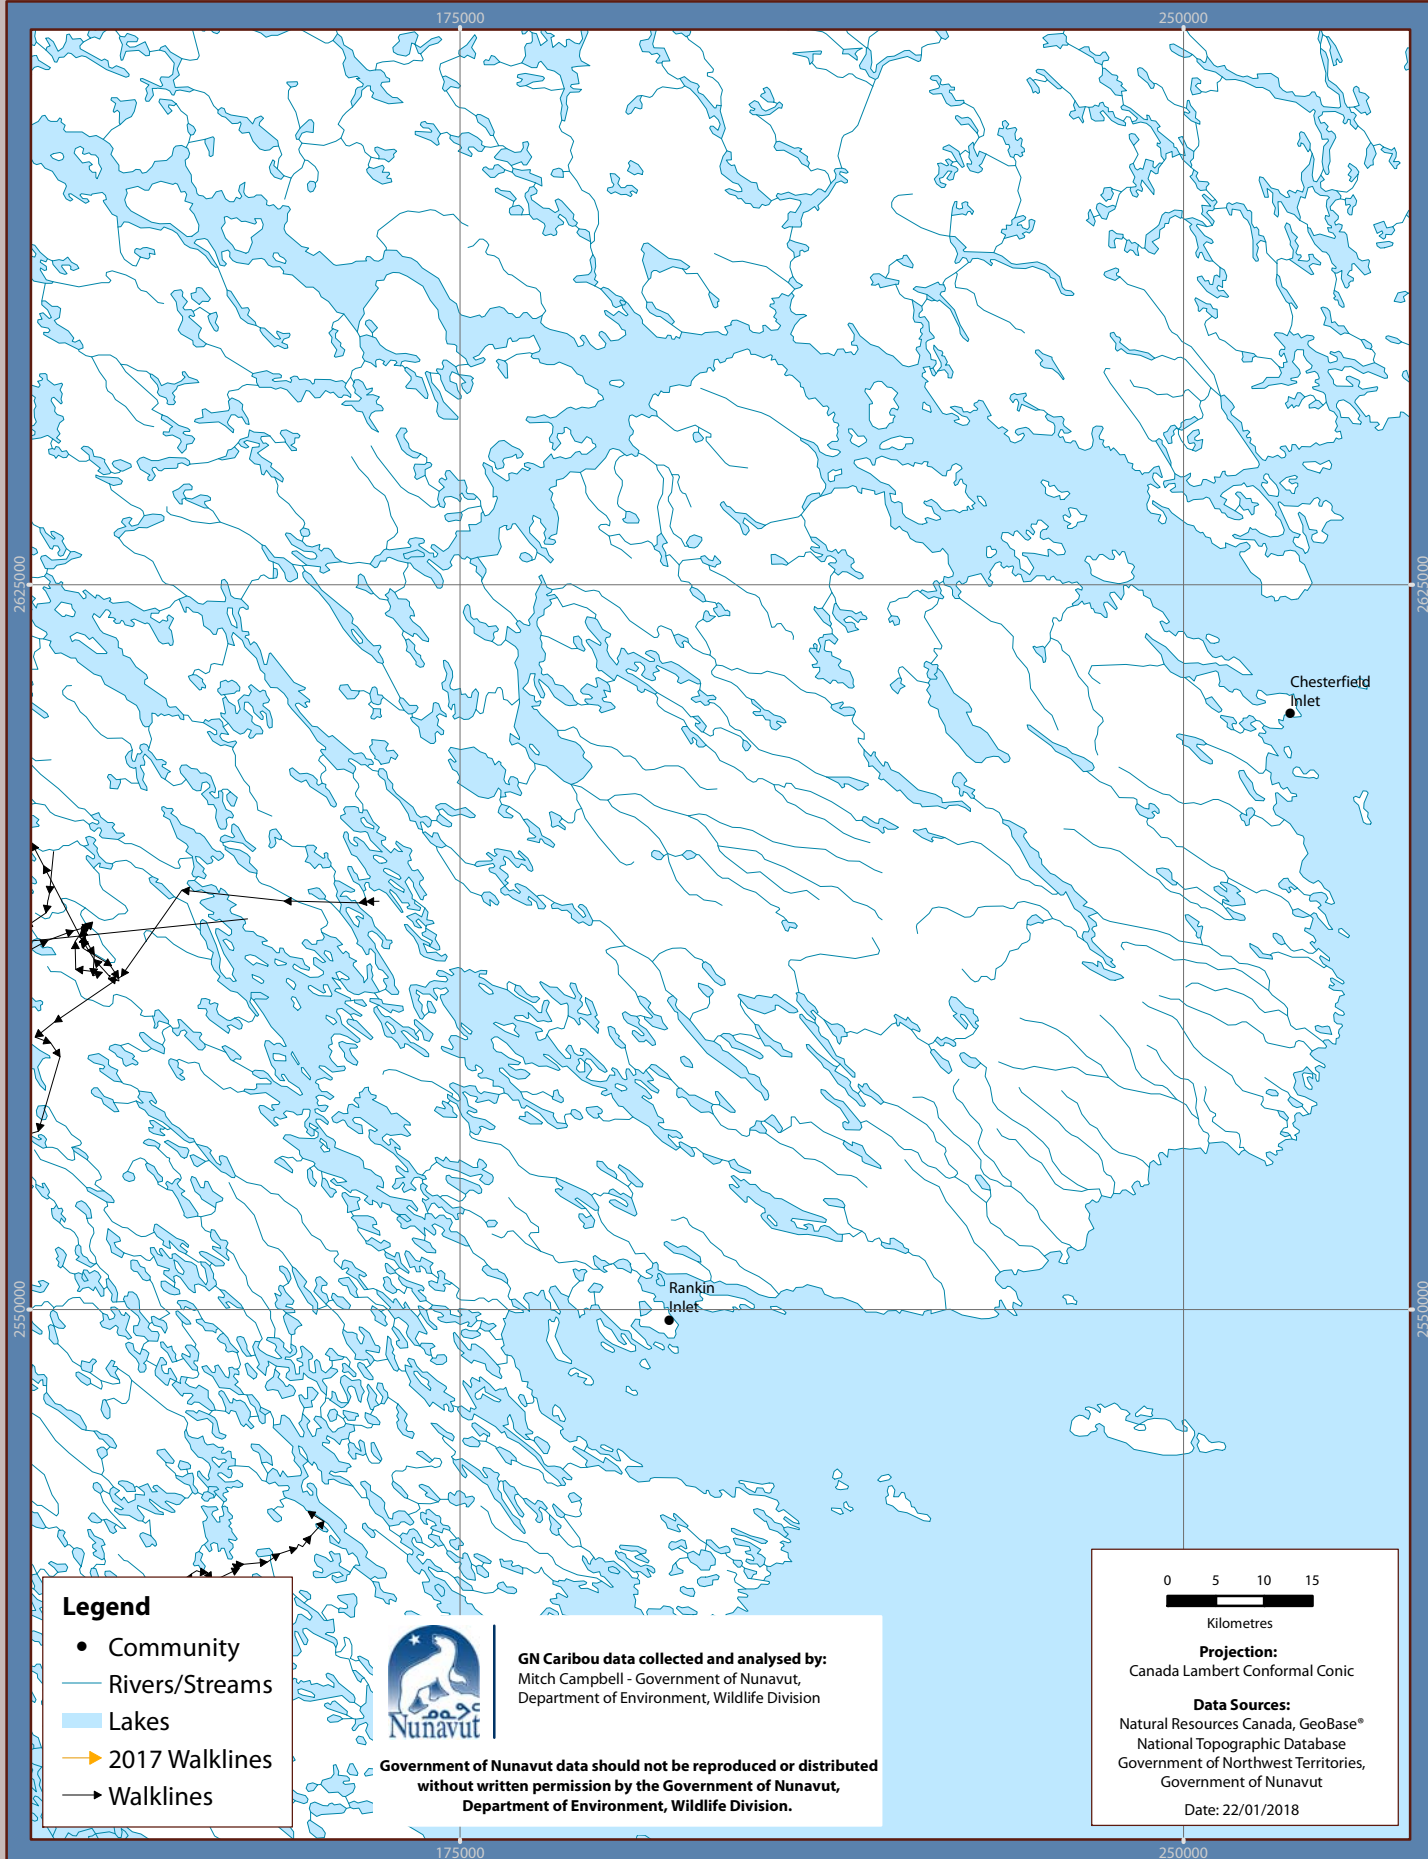 175000
250000
2625000
2625000
Chesterfield
Inlet
Rankin
Inlet
2550000
2550000
Legend
Community
Rivers/Streams
Lakes
2017 Walklines
Walklines
Nunavut
ᓄᓇᕗᑦ
GN Caribou data collected and analysed by:
Mitch Campbell - Government of Nunavut,
Department of Environment, Wildlife Division
Government of Nunavut data should not be reproduced or distributed
without written permission by the Government of Nunavut,
Department of Environment, Wildlife Division.
0 5 10 15
Kilometres
Projection:
Canada Lambert Conformal Conic
Data Sources:
Natural Resources Canada, GeoBase®
National Topographic Database
Government of Northwest Territories,
Government of Nunavut
Date: 22/01/2018
175000
250000